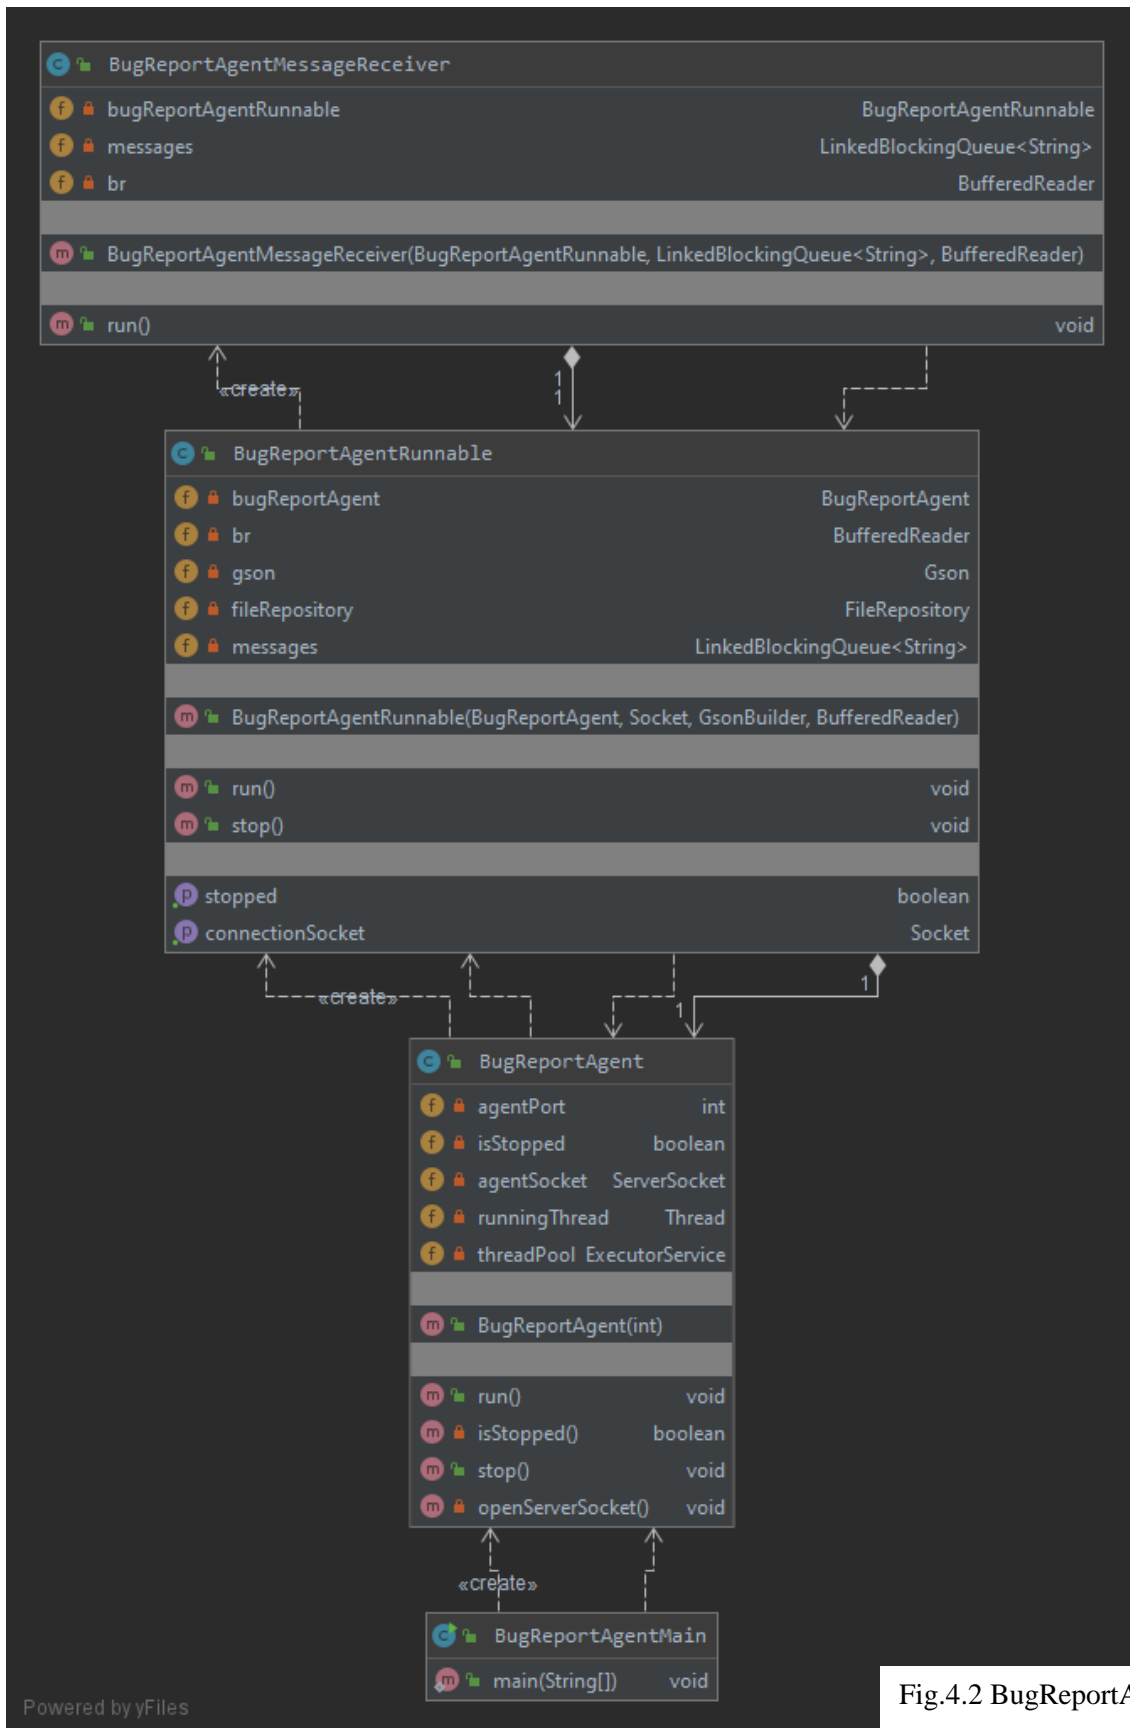 BugReportAgentMessageReceiver
bugReportAgentRunnable BugReportAgentRunnable
messages LinkedBlockingQueue<String>
br BufferedReader
BugReportAgentMessageReceiver(BugReportAgentRunnable, LinkedBlockingQueue<String>, BufferedReader)
run() void
«create»
1
1
BugReportAgentRunnable
bugReportAgent BugReportAgent
br BufferedReader
gson Gson
fileRepository FileRepository
messages LinkedBlockingQueue<String>
BugReportAgentRunnable(BugReportAgent, Socket, GsonBuilder, BufferedReader)
run() void
stop() void
stopped boolean
connectionSocket Socket
«create»
1
1
BugReportAgent
agentPort int
isStopped boolean
agentSocket ServerSocket
runningThread Thread
threadPool ExecutorService
BugReportAgent(int)
run() void
isStopped() boolean
stop() void
openServerSocket() void
«create»
BugReportAgentMain
main(String[]) void
Powered by yFiles
Fig.4.2 BugReportA